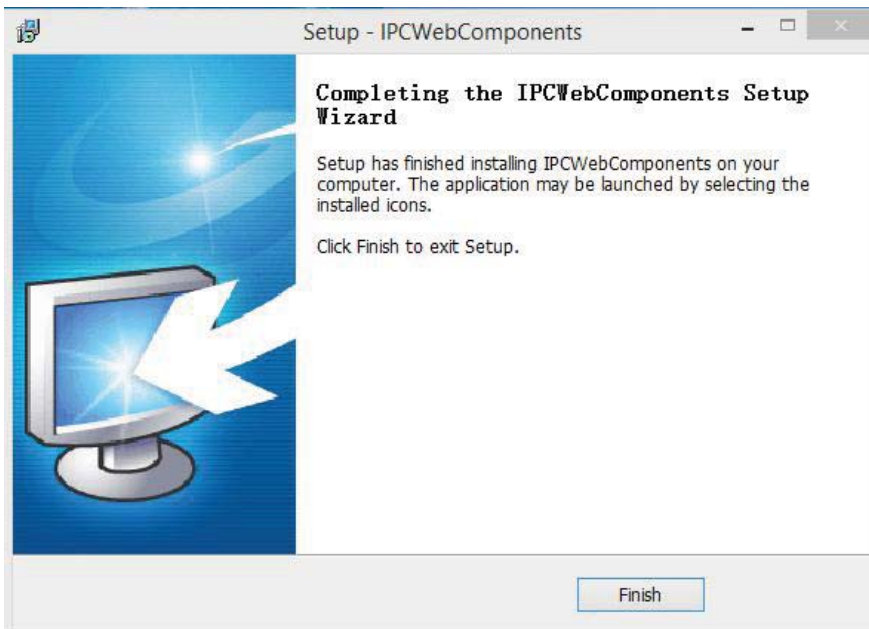 Setup - IPCWebComponents
Completing the IPCWebComponents Setup
Wizard
Setup has finished installing IPCWebComponents on your
computer. The application may be launched by selecting the
installed icons.
Click Finish to exit Setup.
Finish